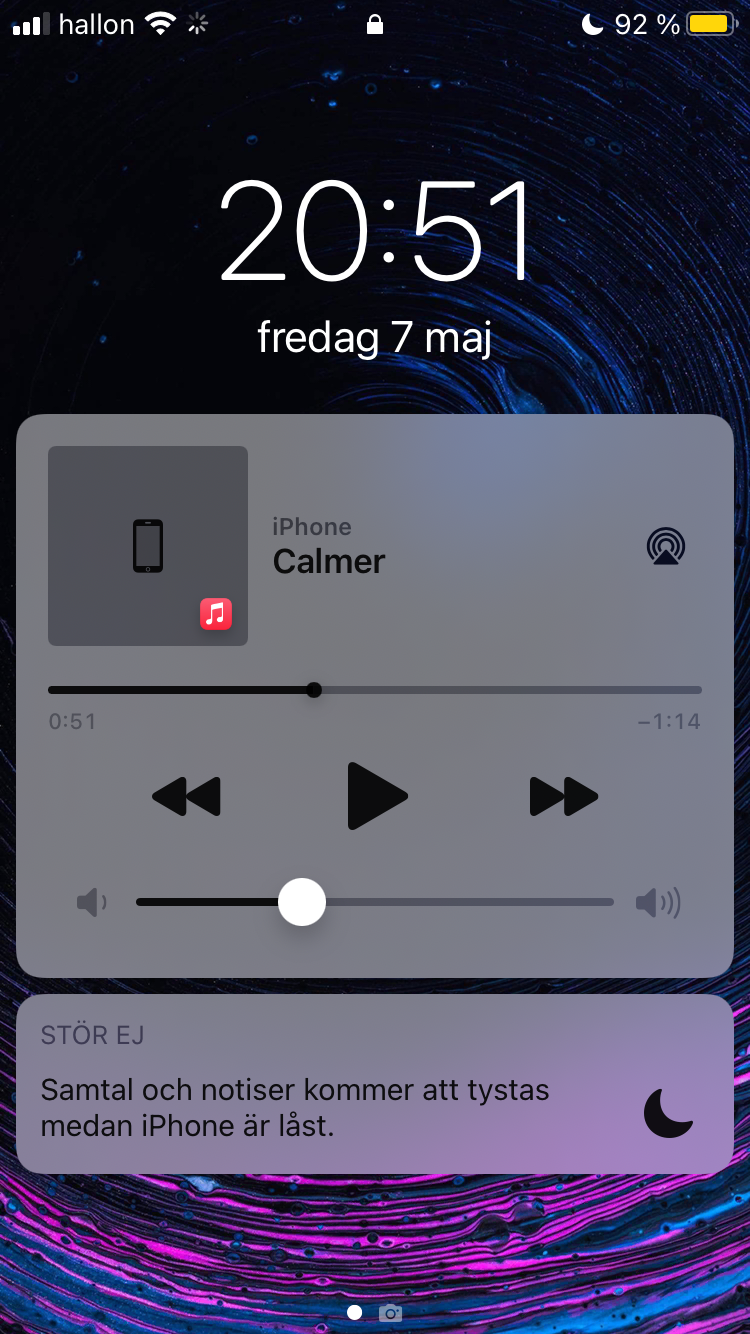 hallon 92 %
20:51
fredag 7 maj
iPhone
Calmer
0:51 −1:14
STÖR EJ
Samtal och notiser kommer att tystas
medan iPhone är låst.